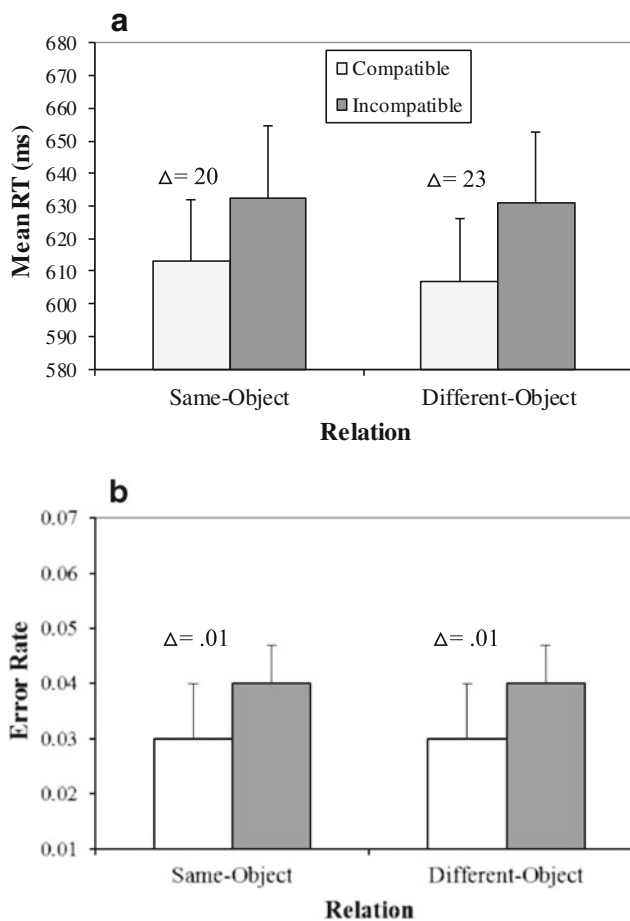 a
680
670
660
650
640
630
620
610
600
590
580
Mean RT (ms)
Compatible
Incompatible
△= 20
△= 23
Same-Object
Different-Object
Relation
b
0.07
0.06
0.05
0.04
0.03
0.02
0.01
Error Rate
△= .01
△= .01
Same-Object
Different-Object
Relation